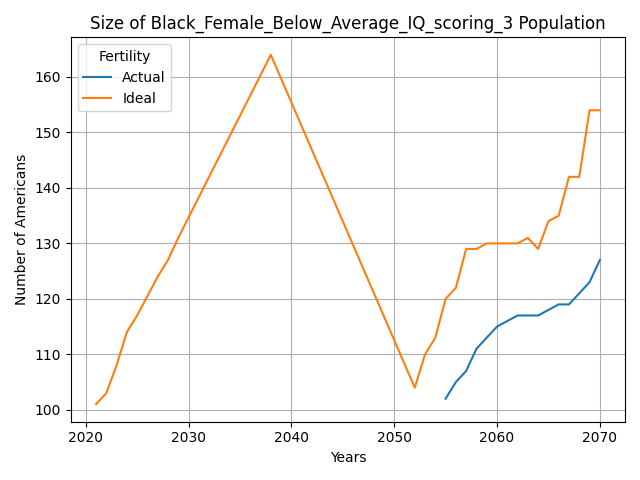 Size of Black_Female_Below_Average_IQ_scoring_3 Population
Fertility
Actual
Ideal
160
150
140
130
120
110
100
Number of Americans
2020
2030
2040
2050
2060
2070
Years